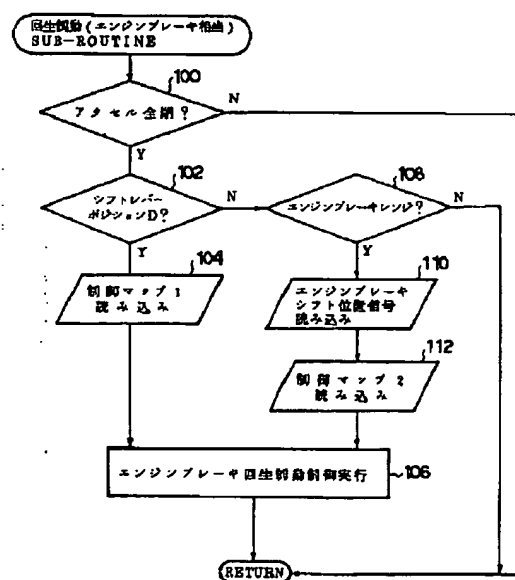 回生制動(エンジンブレーキ相当)
SUB-ROUTINE
100
アクセル全閉?
N
Y
102
シフトレバー
ポジションD?
N
108
エンジンブレーキレンジ?
N
Y
Y
104
制御マップ1
読み込み
110
エンジンブレーキ
シフト位置信号
読み込み
112
制御マップ2
読み込み
エンジンブレーキ回生制動制御実行
106
RETURN